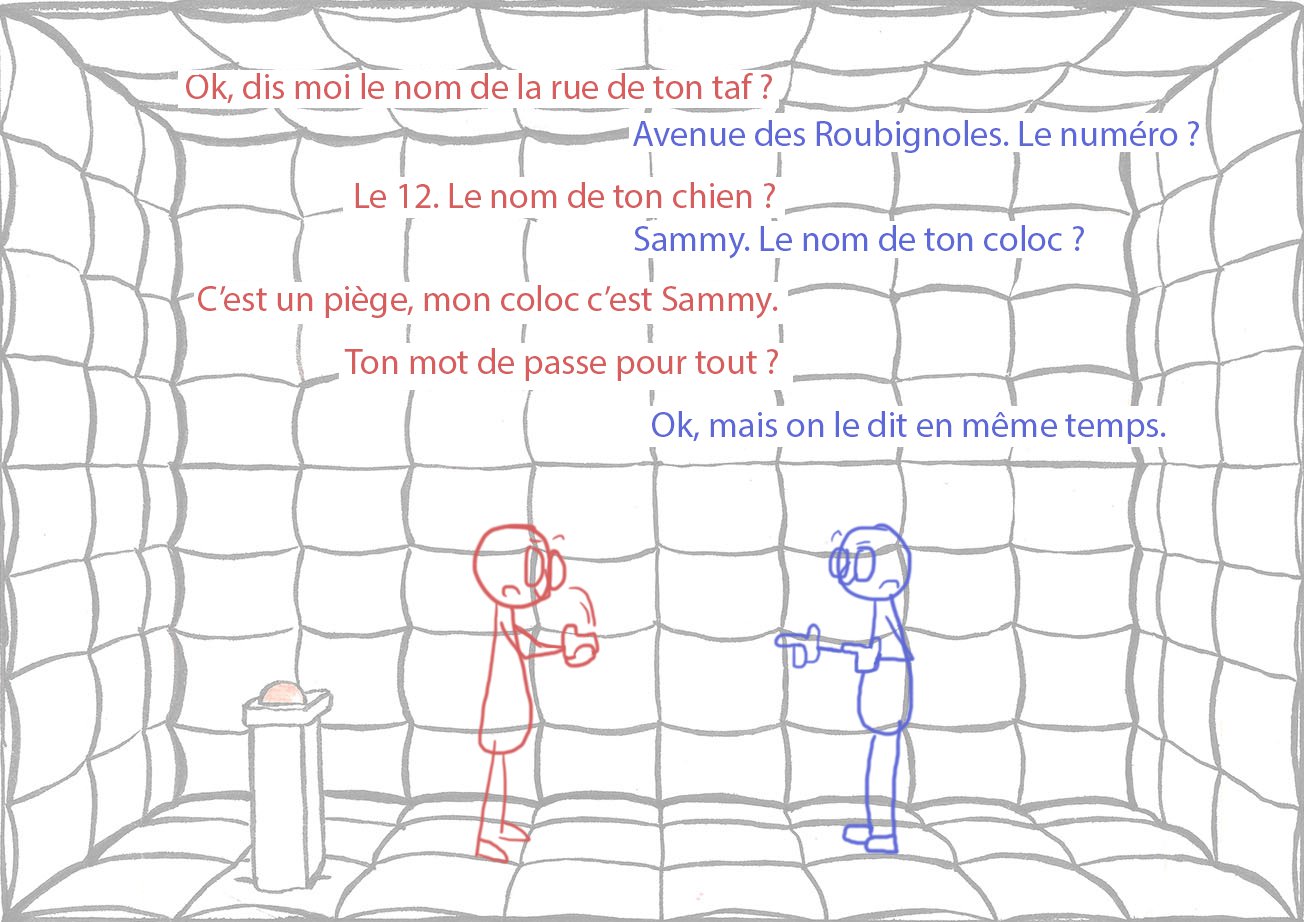 Ok, dis moi le nom de la rue de ton taf ?
Avenue des Roubignoles. Le numéro ?
Le 12. Le nom de ton chien ?
Sammy. Le nom de ton coloc ?
C’est un piège, mon coloc c’est Sammy.
Ton mot de passe pour tout ?
Ok, mais on le dit en même temps.